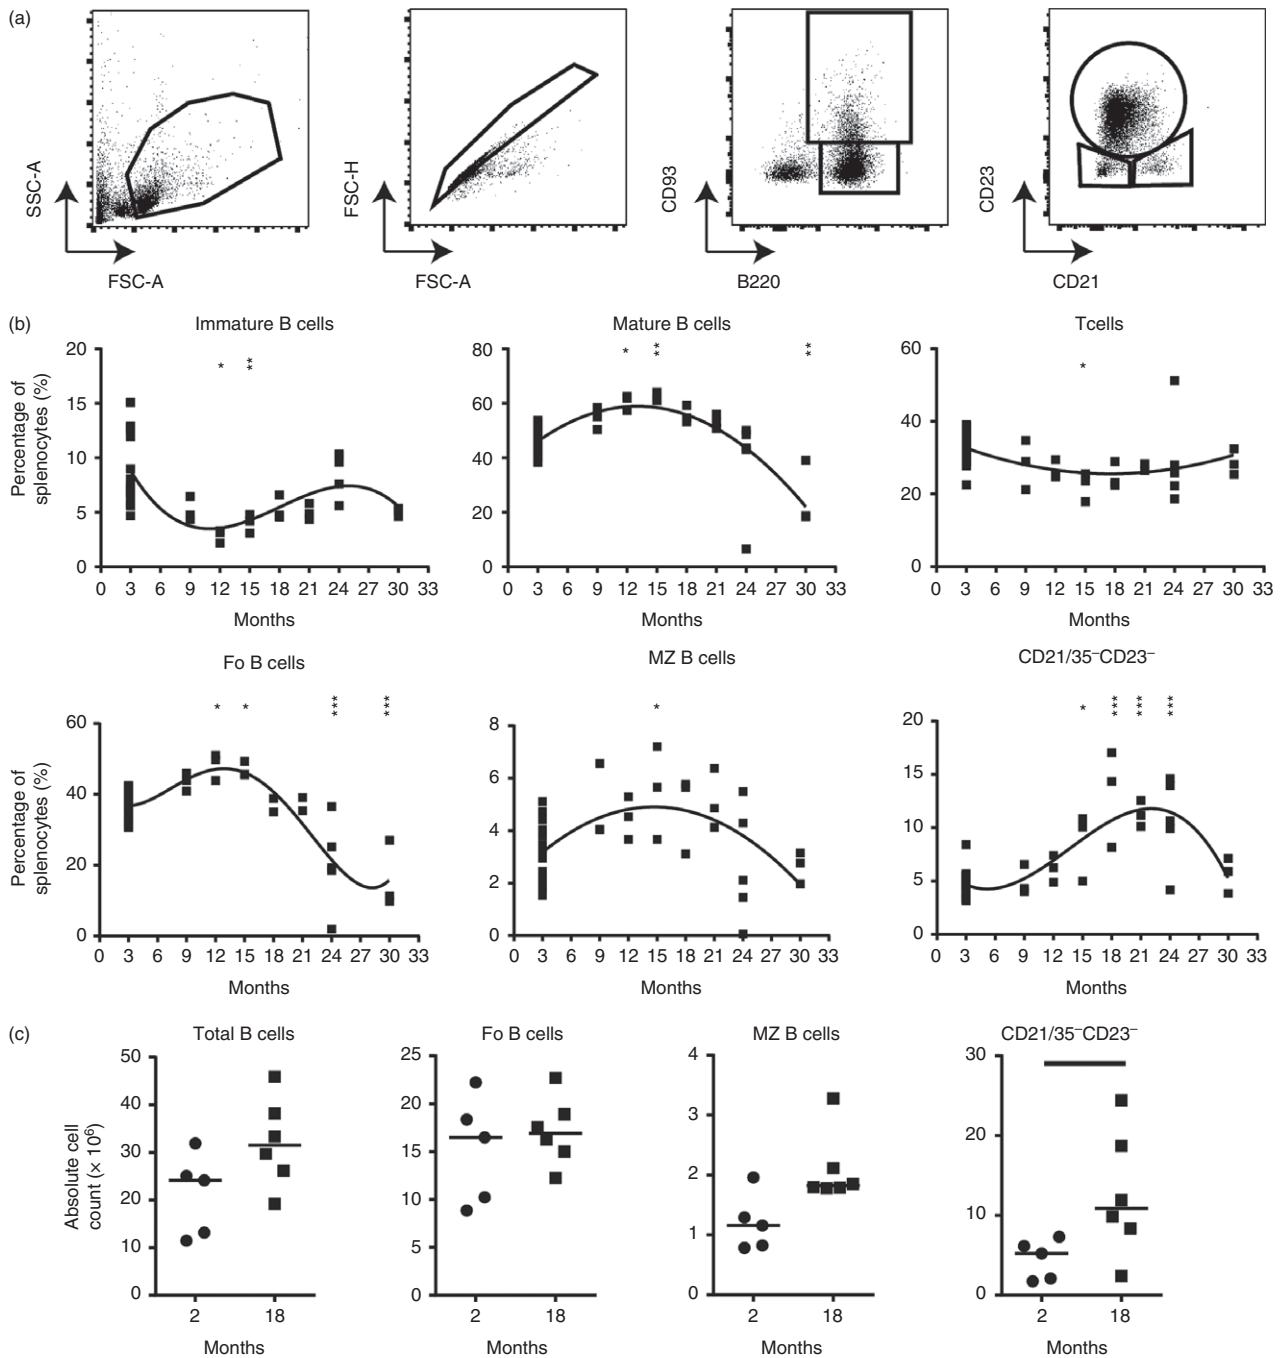 (a)
SSC-A
FSC-A
FSC-H
FSC-A
CD93
B220
CD23
CD21
(b)
Immature B cells
Percentage of
splenocytes (%)
20
15
10
5
0
* **
0 3 6 9 12 15 18 21 24 27 30 33
Months
Mature B cells
80
60
40
20
0
* ** **
0 3 6 9 12 15 18 21 24 27 30 33
Months
Tcells
60
40
20
0
*
0 3 6 9 12 15 18 21 24 27 30 33
Months
Fo B cells
Percentage of
splenocytes (%)
60
40
20
0
* * *** ***
0 3 6 9 12 15 18 21 24 27 30 33
Months
MZ B cells
8
6
4
2
0
*
0 3 6 9 12 15 18 21 24 27 30 33
Months
CD21/35⁻CD23⁻
20
15
10
5
0
* *** *** ***
0 3 6 9 12 15 18 21 24 27 30 33
Months
(c)
Total B cells
Absolute cell
count (× 10⁶)
50
40
30
20
10
0
2 18
Months
Fo B cells
25
20
15
10
5
0
2 18
Months
MZ B cells
4
3
2
1
0
2 18
Months
CD21/35⁻CD23⁻
30
20
10
0
2 18
Months